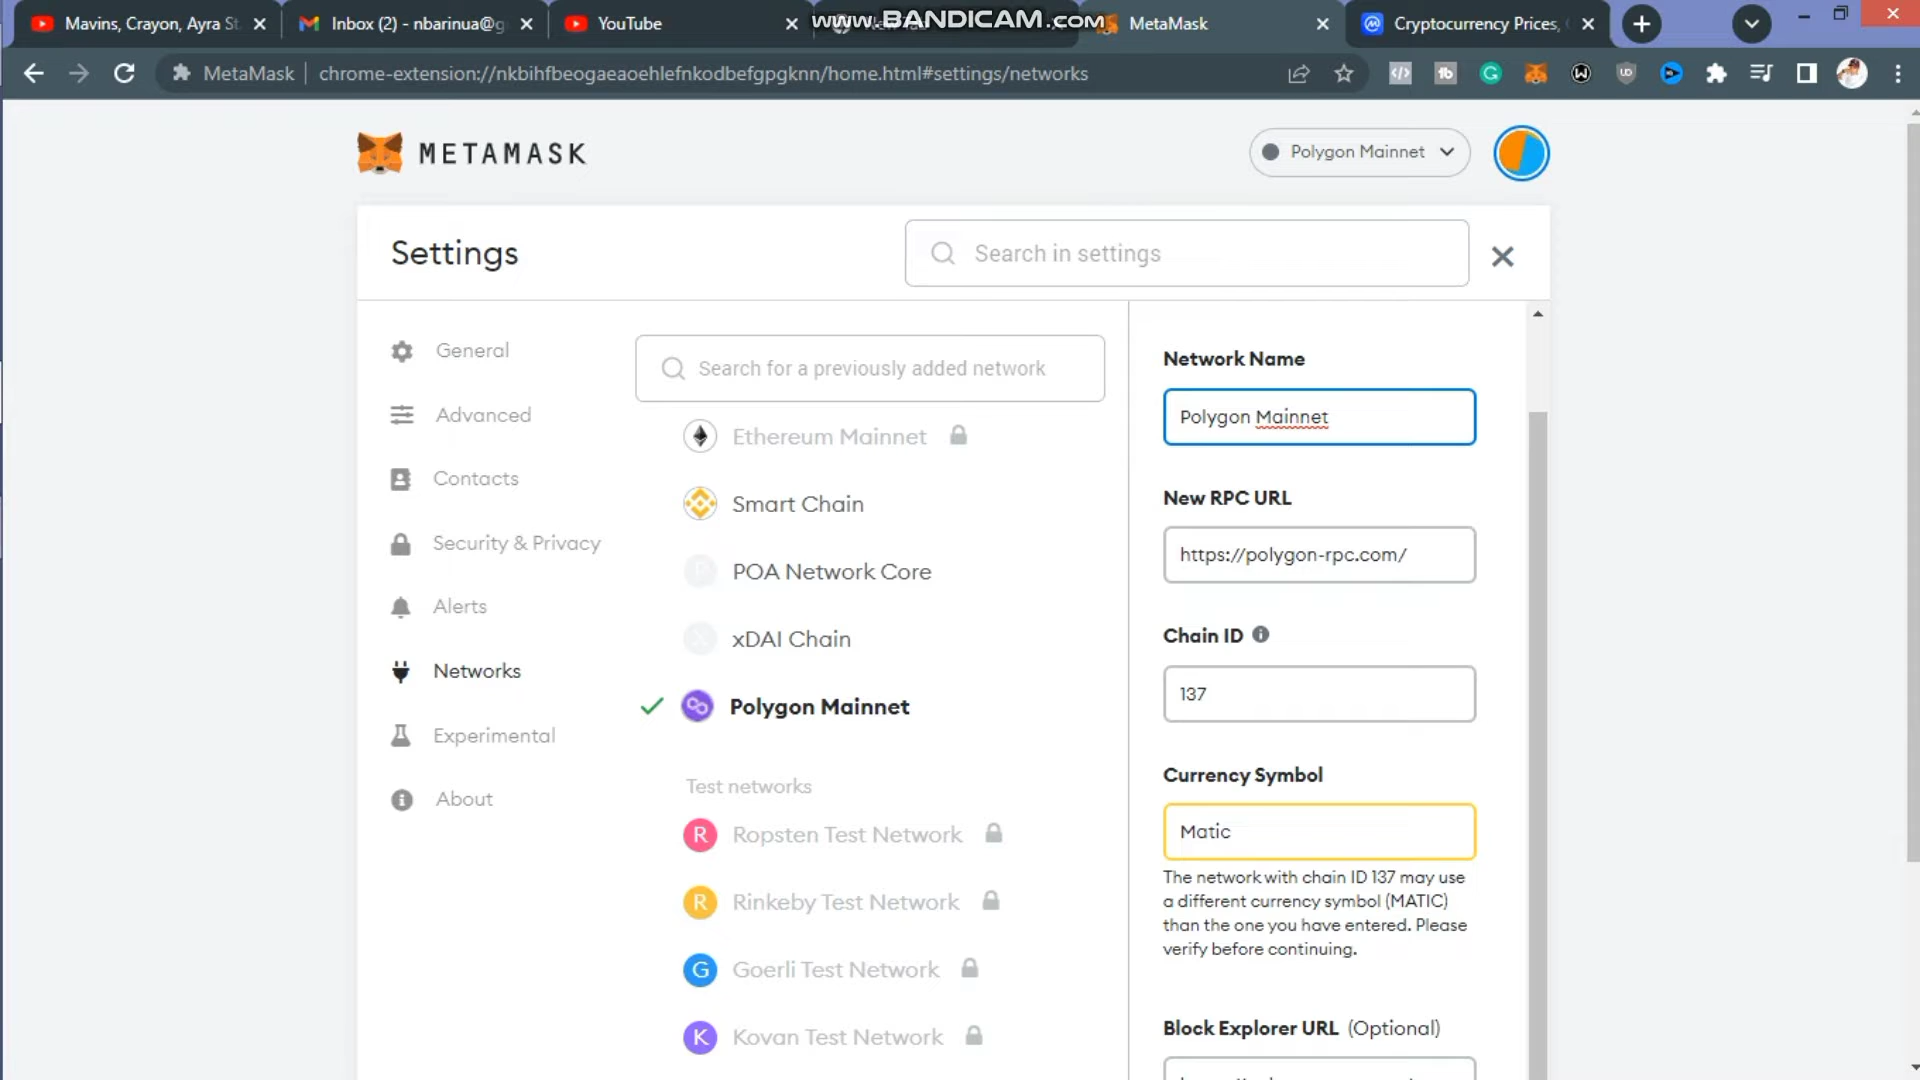 Mavins, Crayon, Ayra St
Inbox (2) - nbarinua@g
YouTube
www.BANDICAM.com
MetaMask
Cryptocurrency Prices,
MetaMask
chrome-extension://nkbihfbeogaeaoehlefnkodbefgpgknn/home.html#settings/networks
METAMASK
Polygon Mainnet
Settings
Search in settings
General
Advanced
Contacts
Security & Privacy
Alerts
Networks
Experimental
About
Search for a previously added network
Ethereum Mainnet
Smart Chain
POA Network Core
xDAI Chain
Polygon Mainnet
Test networks
R Ropsten Test Network
R Rinkeby Test Network
G Goerli Test Network
K Kovan Test Network
Network Name
Polygon Mainnet
New RPC URL
https://polygon-rpc.com/
Chain ID
137
Currency Symbol
Matic
The network with chain ID 137 may use
a different currency symbol (MATIC)
than the one you have entered. Please
verify before continuing.
Block Explorer URL (Optional)